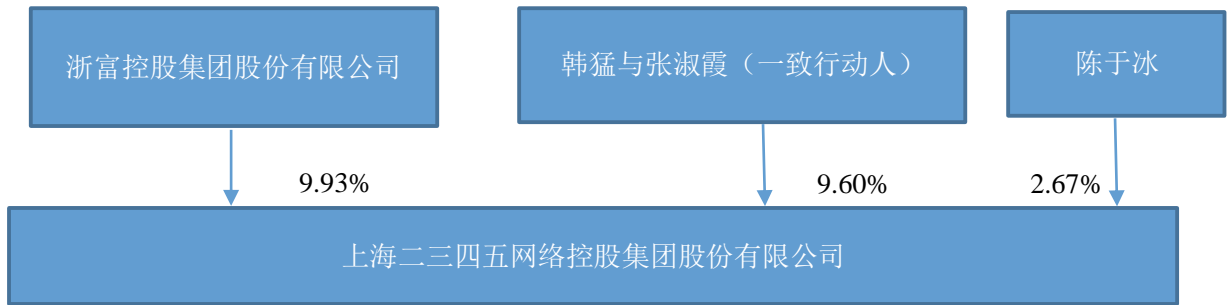 浙富控股集团股份有限公司
韩猛与张淑霞（一致行动人）
陈于冰
9.93%
9.60%
2.67%
上海二三四五网络控股集团股份有限公司